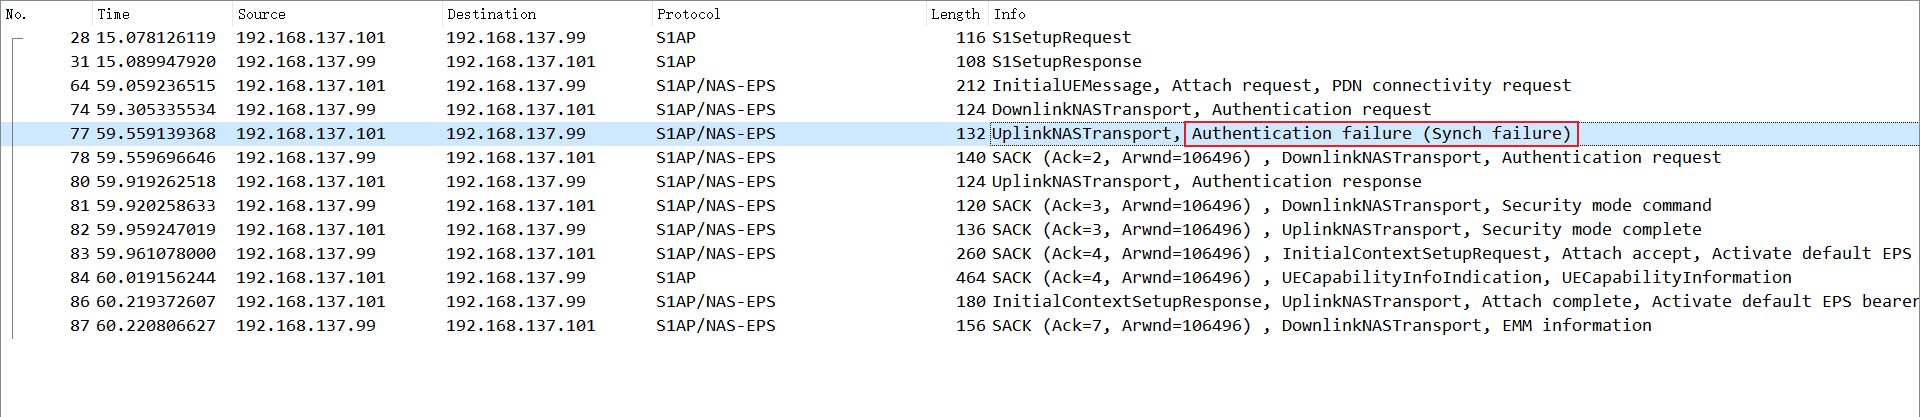 No. Time Source Destination Protocol Length Info
28 15.078126119 192.168.137.101 192.168.137.99 S1AP 116 S1SetupRequest
31 15.089947920 192.168.137.99 192.168.137.101 S1AP 108 S1SetupResponse
64 59.059236515 192.168.137.101 192.168.137.99 S1AP/NAS-EPS 212 InitialUEMessage, Attach request, PDN connectivity request
74 59.305335534 192.168.137.99 192.168.137.101 S1AP/NAS-EPS 124 DownlinkNASTransport, Authentication request
77 59.559139368 192.168.137.101 192.168.137.99 S1AP/NAS-EPS 132 UplinkNASTransport, Authentication failure (Synch failure)
78 59.559696646 192.168.137.99 192.168.137.101 S1AP/NAS-EPS 140 SACK (Ack=2, Arwnd=106496) , DownlinkNASTransport, Authentication request
80 59.919262518 192.168.137.101 192.168.137.99 S1AP/NAS-EPS 124 UplinkNASTransport, Authentication response
81 59.920258633 192.168.137.99 192.168.137.101 S1AP/NAS-EPS 120 SACK (Ack=3, Arwnd=106496) , DownlinkNASTransport, Security mode command
82 59.959247019 192.168.137.101 192.168.137.99 S1AP/NAS-EPS 136 SACK (Ack=3, Arwnd=106496) , UplinkNASTransport, Security mode complete
83 59.961078000 192.168.137.99 192.168.137.101 S1AP/NAS-EPS 260 SACK (Ack=4, Arwnd=106496) , InitialContextSetupRequest, Attach accept, Activate default EPS
84 60.019156244 192.168.137.101 192.168.137.99 S1AP 464 SACK (Ack=4, Arwnd=106496) , UECapabilityInfoIndication, UECapabilityInformation
86 60.219372607 192.168.137.101 192.168.137.99 S1AP/NAS-EPS 180 InitialContextSetupResponse, UplinkNASTransport, Attach complete, Activate default EPS bearer
87 60.220806627 192.168.137.99 192.168.137.101 S1AP/NAS-EPS 156 SACK (Ack=7, Arwnd=106496) , DownlinkNASTransport, EMM information